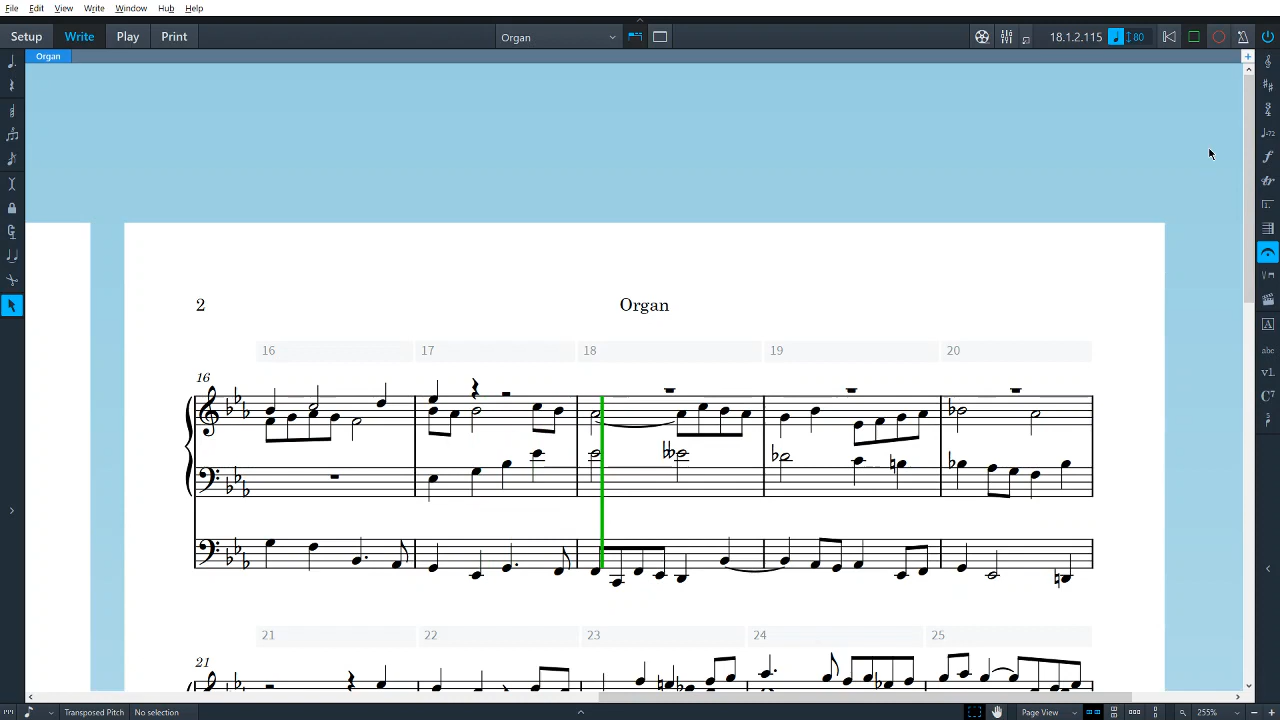 File Edit View Write Window Hub Help
Setup Write Play Print Organ 18.1.2.115 80
Organ
2 Organ
16 17 18 19 20
16
21 22 23 24 25
21
Transposed Pitch No selection Page View 255%